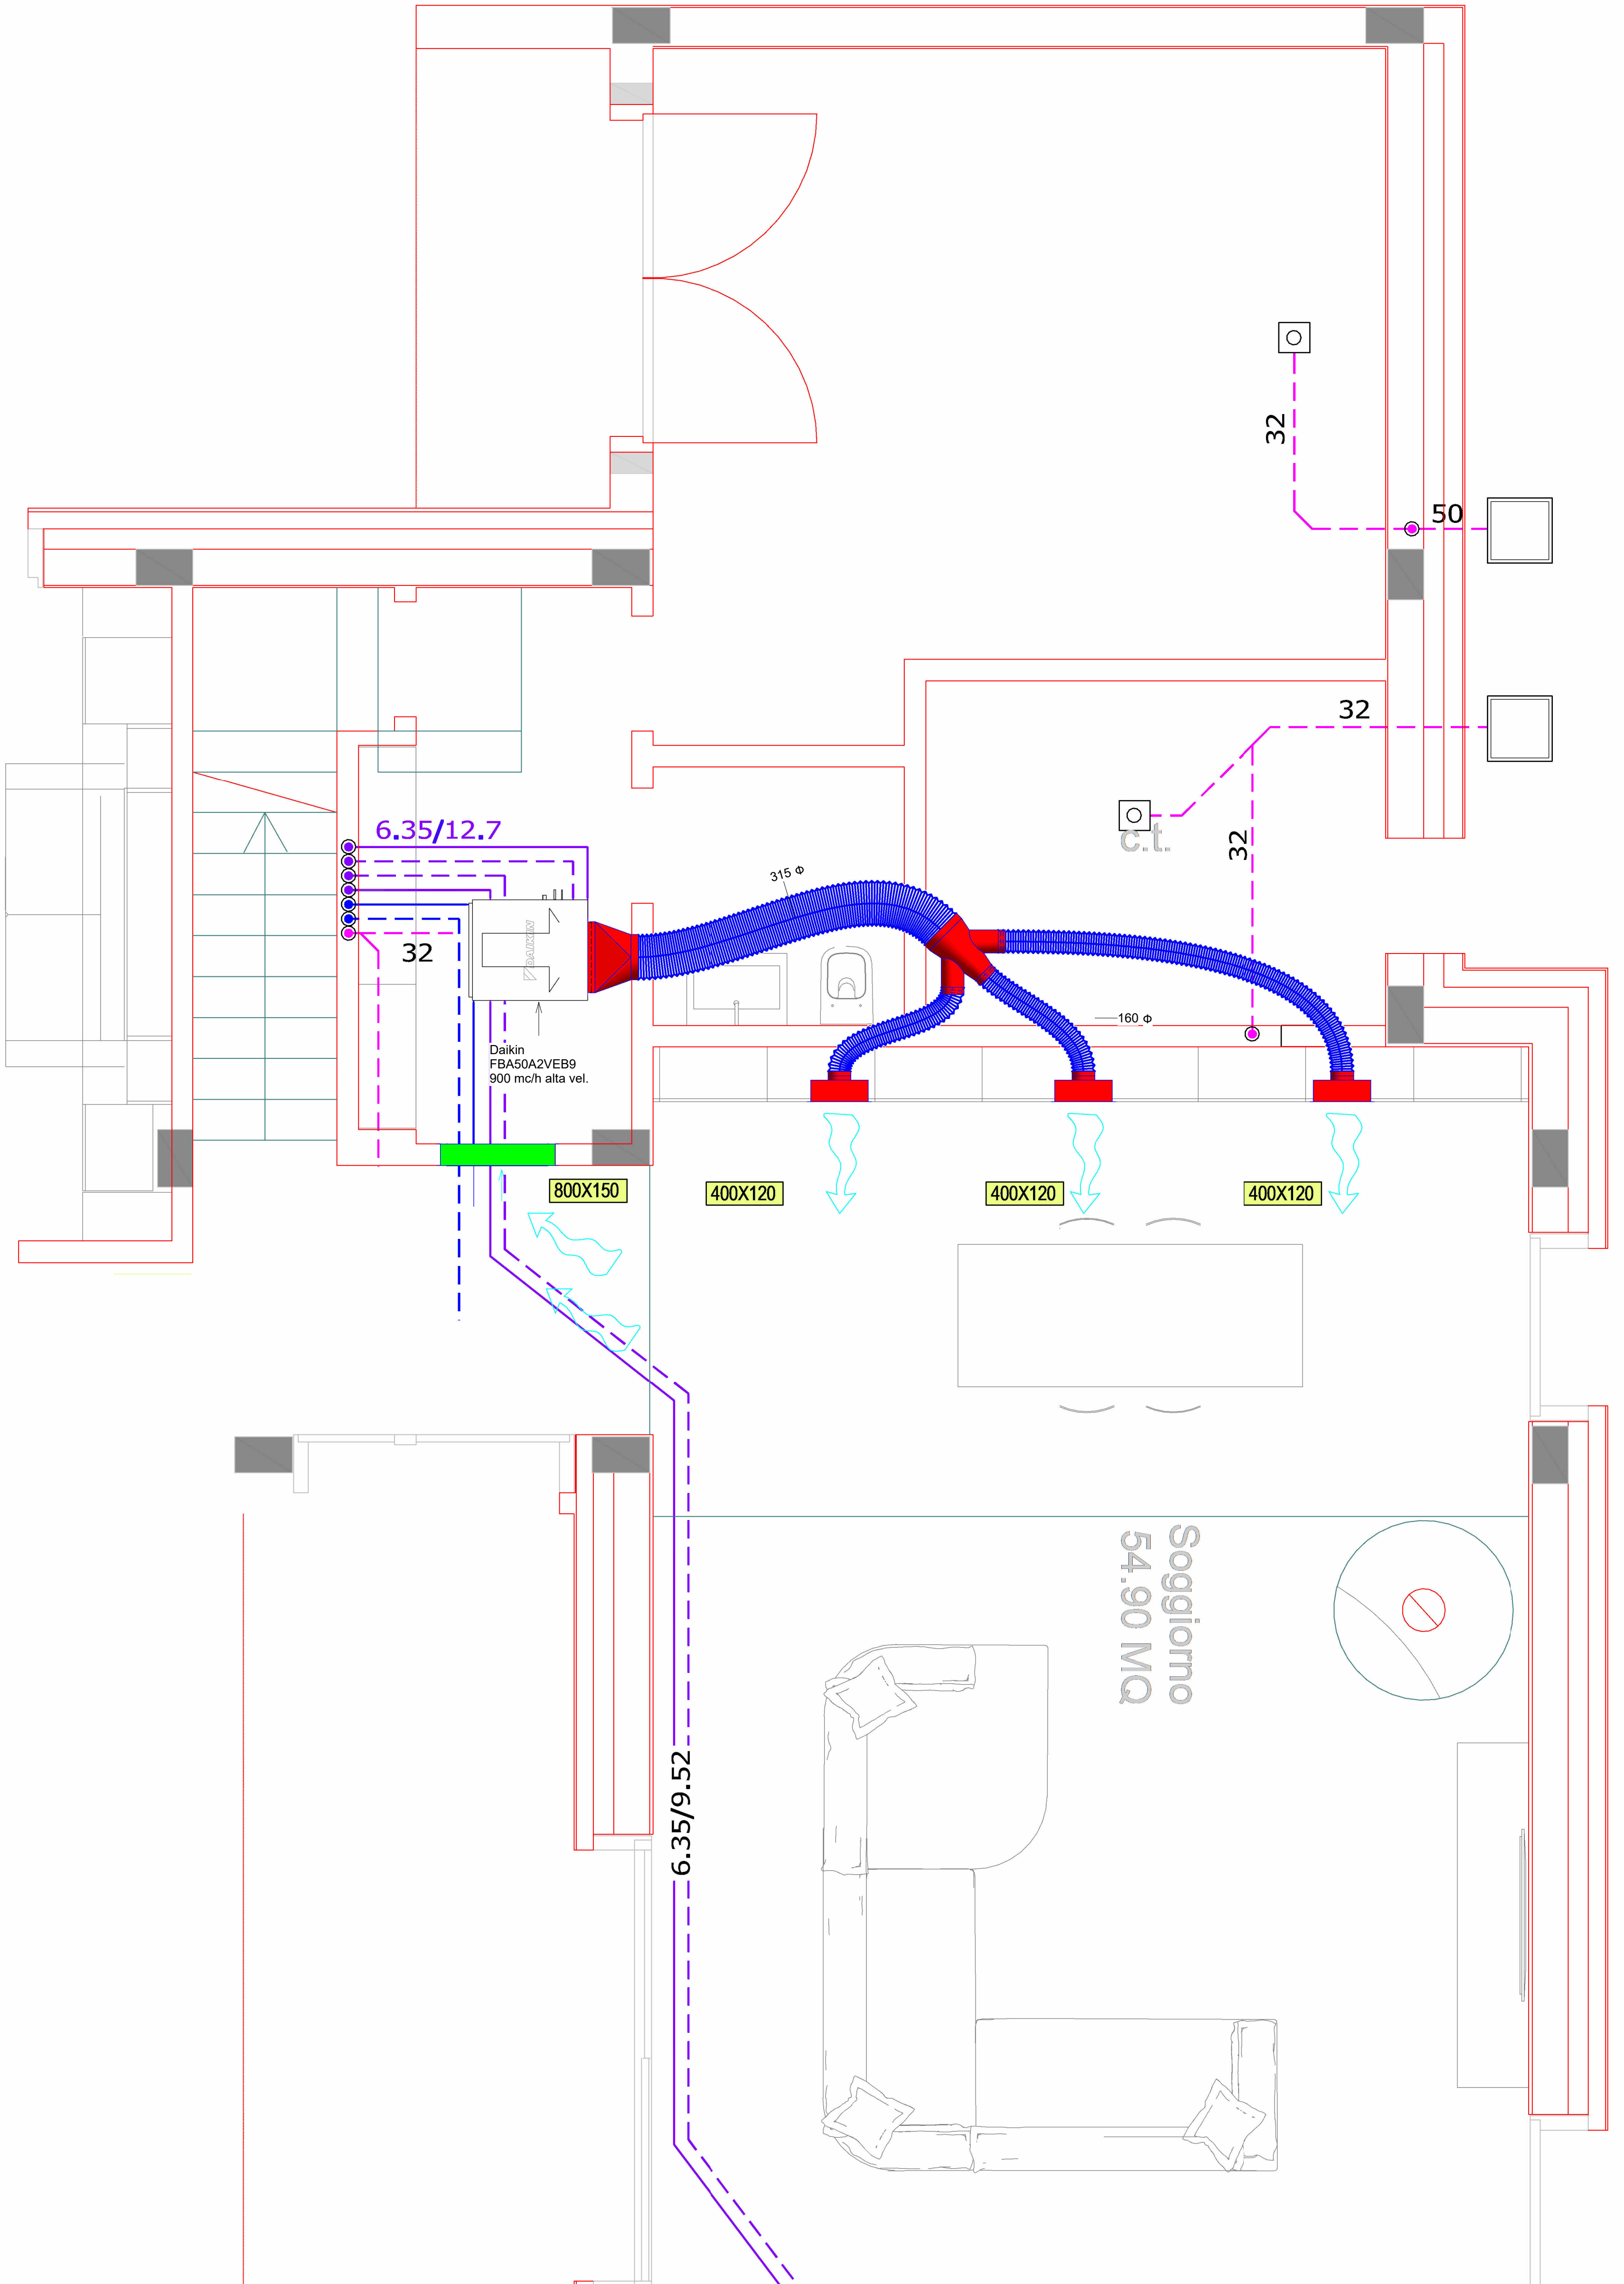 32
50
32
c.t.
32
6.35/12.7
315 Φ
32
DAIKIN
160 Φ
Daikin
FBA50A2VEB9
900 mc/h alta vel.
800X150
400X120
400X120
400X120
Soggiorno
54.90 MQ
6.35/9.52